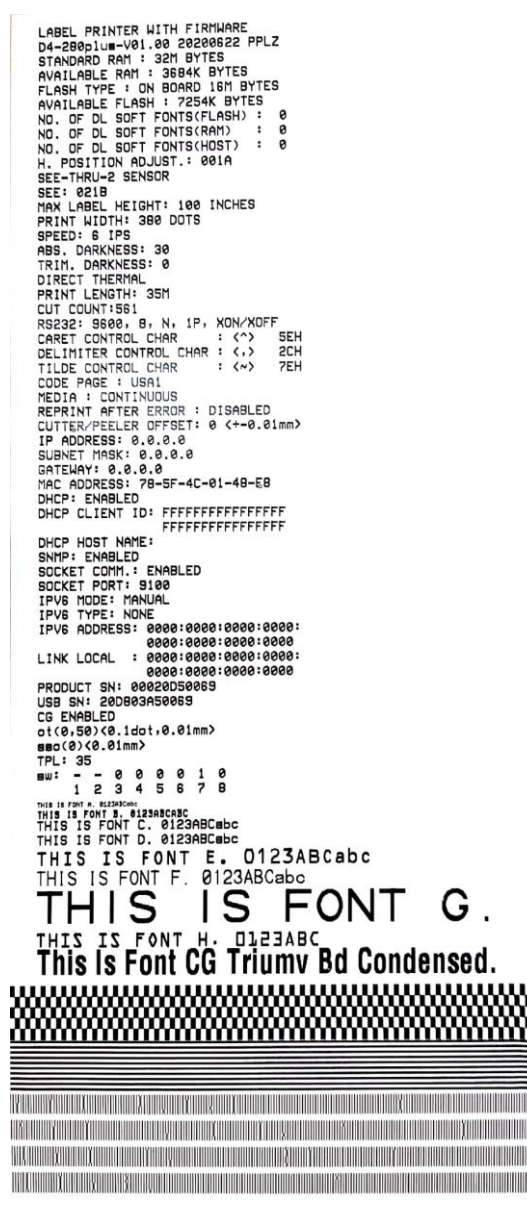 LABEL PRINTER WITH FIRMWARE
D4-280plus-V01.00 20200622 PPLZ
STANDARD RAM : 32M BYTES
AVAILABLE RAM : 3684K BYTES
FLASH TYPE : ON BOARD 16M BYTES
AVAILABLE FLASH : 7254K BYTES
NO. OF DL SOFT FONTS(FLASH) : 0
NO. OF DL SOFT FONTS(RAM) : 0
NO. OF DL SOFT FONTS(HOST) : 0
H. POSITION ADJUST.: 001A
SEE-THRU-2 SENSOR
SEE: 021B
MAX LABEL HEIGHT: 100 INCHES
PRINT WIDTH: 380 DOTS
SPEED: 6 IPS
ABS. DARKNESS: 30
TRIM. DARKNESS: 0
DIRECT THERMAL
PRINT LENGTH: 35M
CUT COUNT:561
RS232: 9600, 8, N, 1P, XON/XOFF
CARET CONTROL CHAR : <^> 5EH
DELIMITER CONTROL CHAR : <,> 2CH
TILDE CONTROL CHAR : <~> 7EH
CODE PAGE : USA1
MEDIA : CONTINUOUS
REPRINT AFTER ERROR : DISABLED
CUTTER/PEELER OFFSET: 0 <+-0.01mm>
IP ADDRESS: 0.0.0.0
SUBNET MASK: 0.0.0.0
GATEWAY: 0.0.0.0
MAC ADDRESS: 78-5F-4C-01-48-E8
DHCP: ENABLED
DHCP CLIENT ID: FFFFFFFFFFFFFFFF
FFFFFFFFFFFFFFFF
DHCP HOST NAME:
SNMP: ENABLED
SOCKET COMM.: ENABLED
SOCKET PORT: 9100
IPV6 MODE: MANUAL
IPV6 TYPE: NONE
IPV6 ADDRESS: 0000:0000:0000:0000:
0000:0000:0000:0000
LINK LOCAL : 0000:0000:0000:0000:
0000:0000:0000:0000
PRODUCT SN: 00020D50069
USB SN: 20D803A50069
CG ENABLED
ot(0,50)<0.1dot,0.01mm>
sso(0)<0.01mm>
TPL: 35
sw: - - 0 0 0 0 1 0
1 2 3 4 5 6 7 8
THIS IS FONT A. 0123ABCabc
THIS IS FONT B. 0123ABCABC
THIS IS FONT C. 0123ABCabc
THIS IS FONT D. 0123ABCabc
THIS IS FONT E. 0123ABCabc
THIS IS FONT F. 0123ABCabc
THIS IS FONT G.
THIS IS FONT H. 0123ABC
This Is Font CG Triumv Bd Condensed.